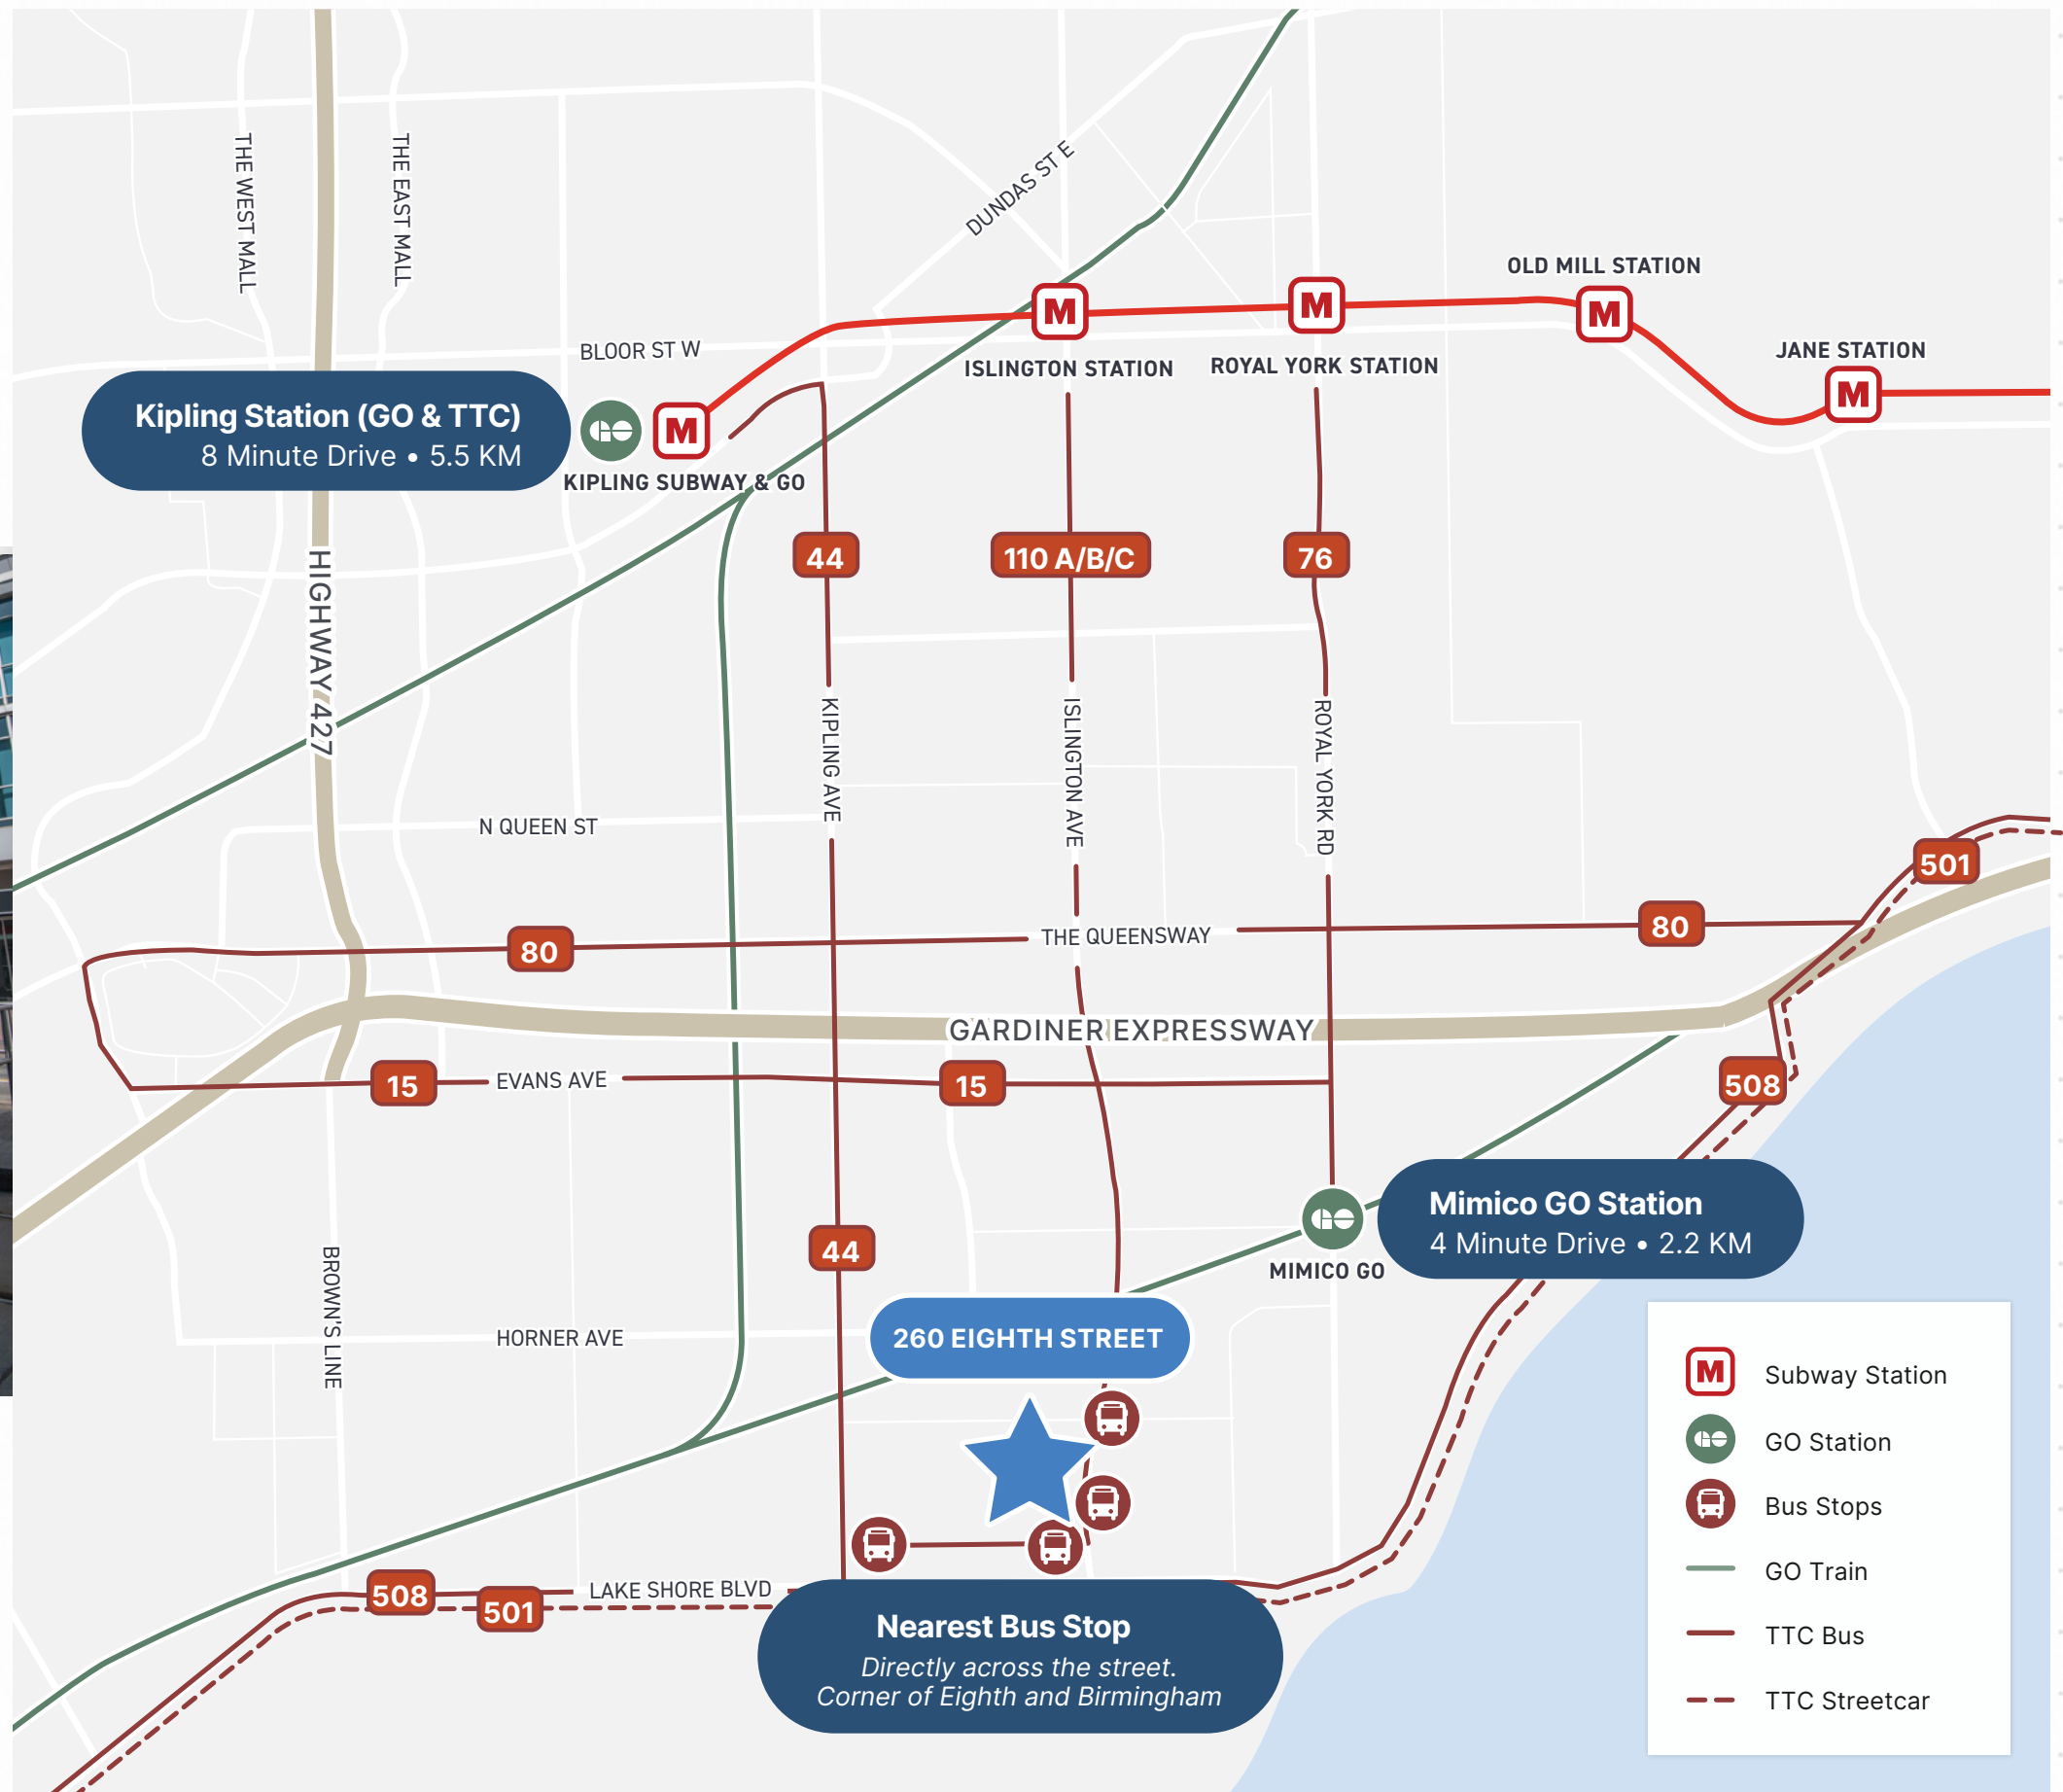 THE WEST MALL
THE EAST MALL
DUNDAS ST E
OLD MILL STATION
M
M
M
BLOOR ST W
ISLINGTON STATION
ROYAL YORK STATION
JANE STATION
M
Kipling Station (GO & TTC)
8 Minute Drive • 5.5 KM
GO
M
KIPLING SUBWAY & GO
HIGHWAY 427
44
110 A/B/C
76
KIPLING AVE
ISLINGTON AVE
ROYAL YORK RD
N QUEEN ST
501
80
THE QUEENSWAY
80
GARDINER EXPRESSWAY
15
EVANS AVE
15
508
Mimico GO Station
4 Minute Drive • 2.2 KM
GO
MIMICO GO
44
BROWN'S LINE
HORNER AVE
260 EIGHTH STREET
508
501
LAKE SHORE BLVD
Nearest Bus Stop
Directly across the street.
Corner of Eighth and Birmingham
M Subway Station
GO GO Station
Bus Stops
GO Train
TTC Bus
TTC Streetcar